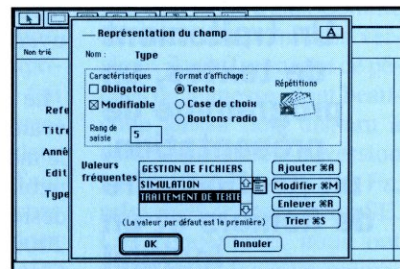 Représentation du champ
A
Non trié
Nom : Type
Caractéristiques
Format d'affichage :
Répétitions
Obligatoire
Texte
Modifiable
Case de choix
Boutons radio
Rang de
saisie
5
Refe
Titr
Anné
Edit
Type
Valeurs
fréquentes
GESTION DE FICHIERS
SIMULATION
TRAITEMENT DE TEXTE
Ajouter ⌘A
Modifier ⌘M
Enlever ⌘R
Trier ⌘S
(La valeur par défaut est la première)
OK
Annuler